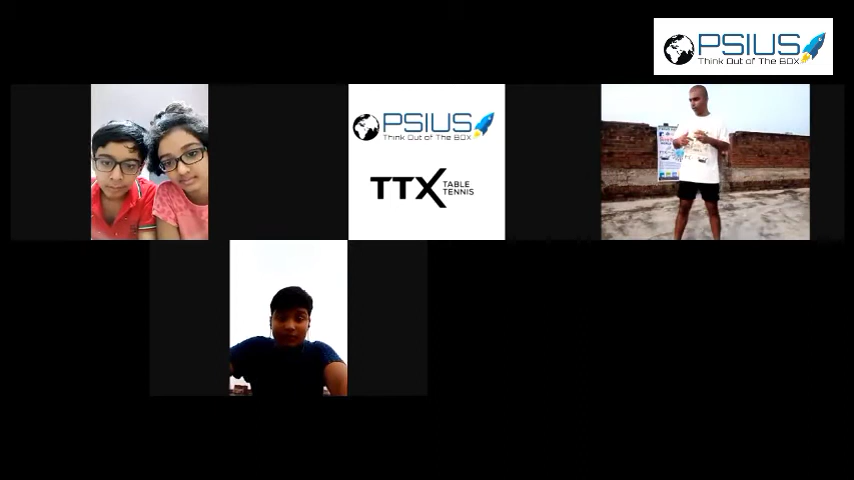 PSIUS
Think Out of The BOX
PSIUS
Think Out of The BOX
TTX TABLE
TENNIS